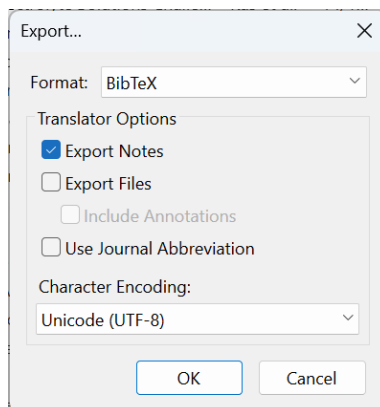 Export...
Format: BibTeX
Translator Options
Export Notes
Export Files
Include Annotations
Use Journal Abbreviation
Character Encoding:
Unicode (UTF-8)
OK Cancel